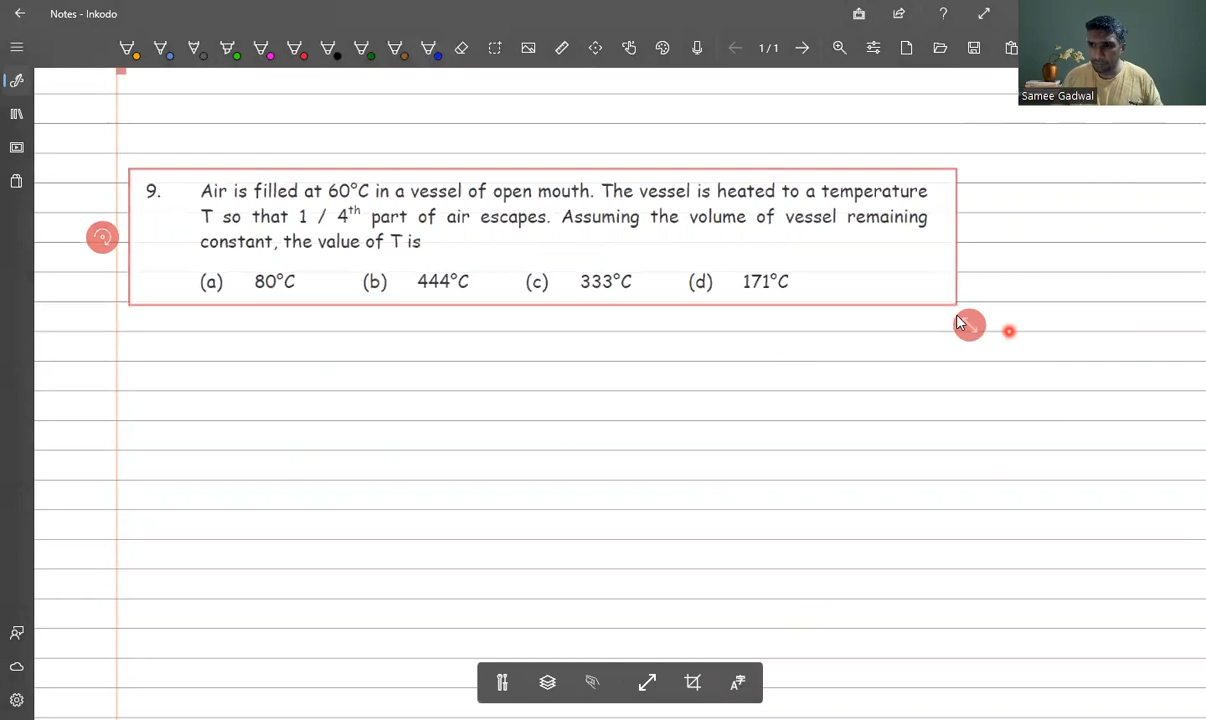 Notes - Inkodo
1/1
Samee Gadwal
9. Air is filled at 60°C in a vessel of open mouth. The vessel is heated to a temperature
T so that 1 / 4th part of air escapes. Assuming the volume of vessel remaining
constant, the value of T is
(a) 80°C (b) 444°C (c) 333°C (d) 171°C